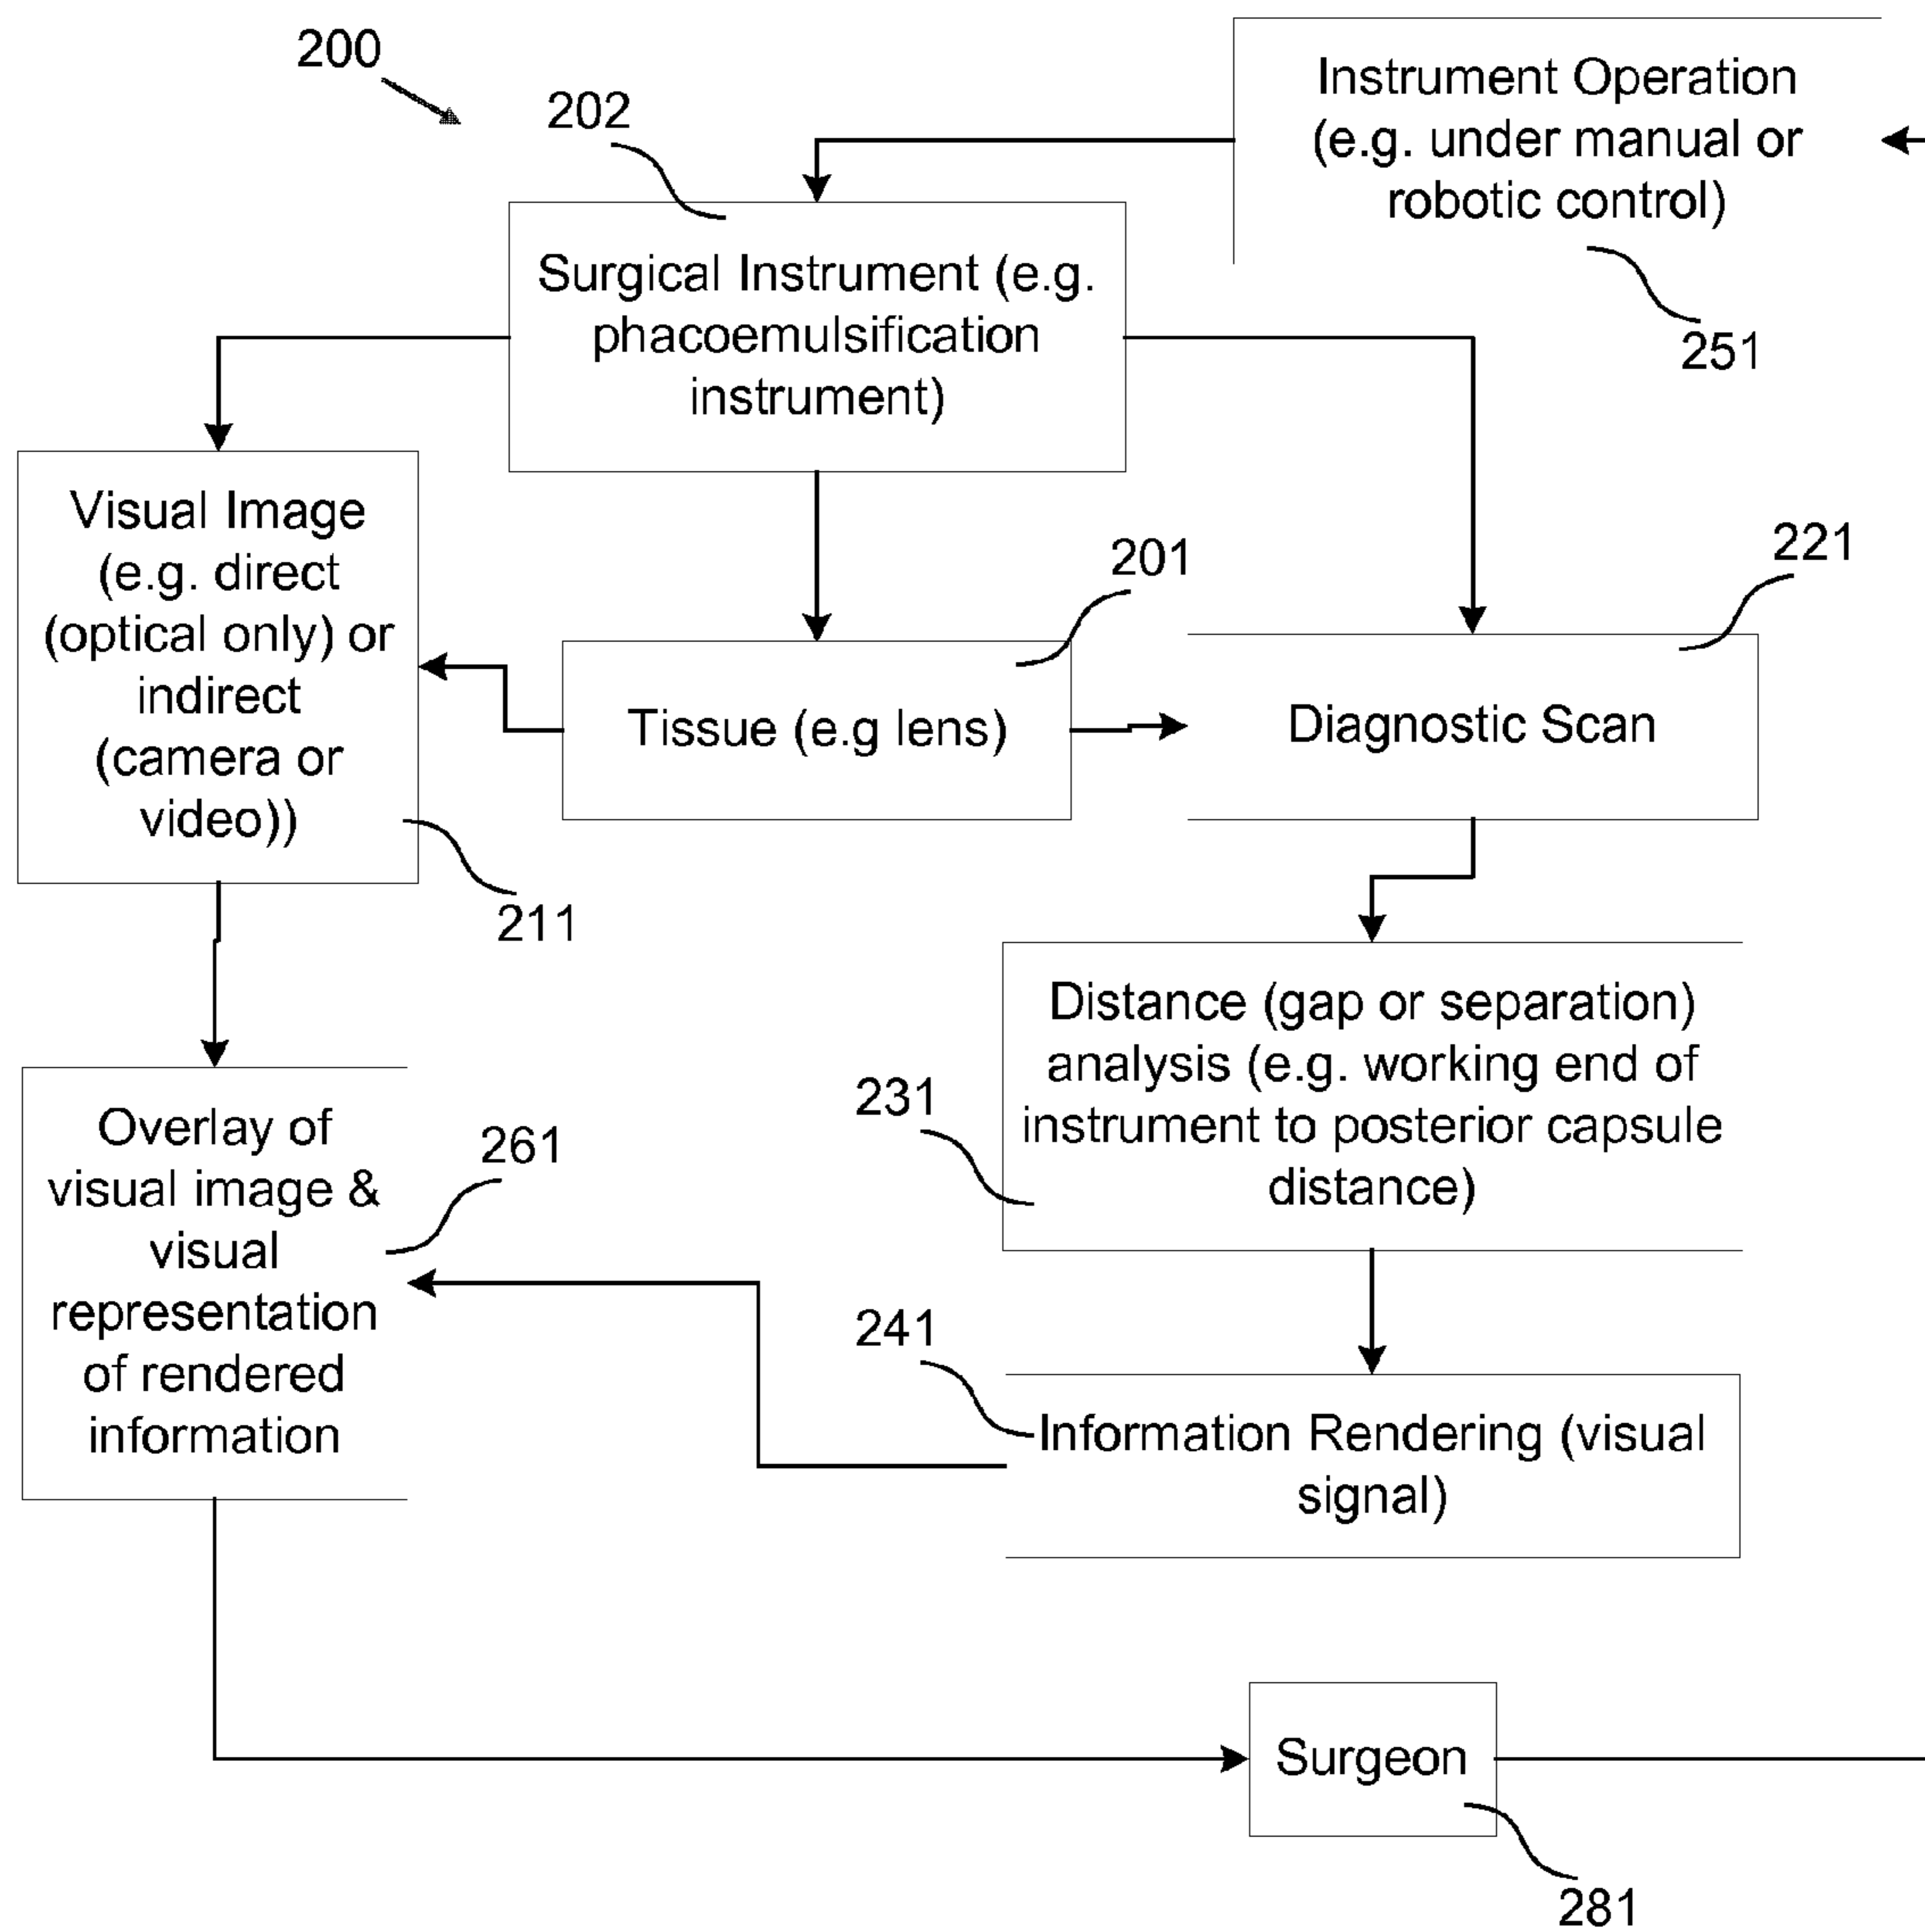 200
202
Instrument Operation
(e.g. under manual or
robotic control)
251
Surgical Instrument (e.g.
phacoemulsification
instrument)
Visual Image
(e.g. direct
(optical only) or
indirect
(camera or
video))
211
201
Tissue (e.g lens)
221
Diagnostic Scan
231
Distance (gap or separation)
analysis (e.g. working end of
instrument to posterior capsule
distance)
261
Overlay of
visual image &
visual
representation
of rendered
information
241
Information Rendering (visual
signal)
Surgeon
281